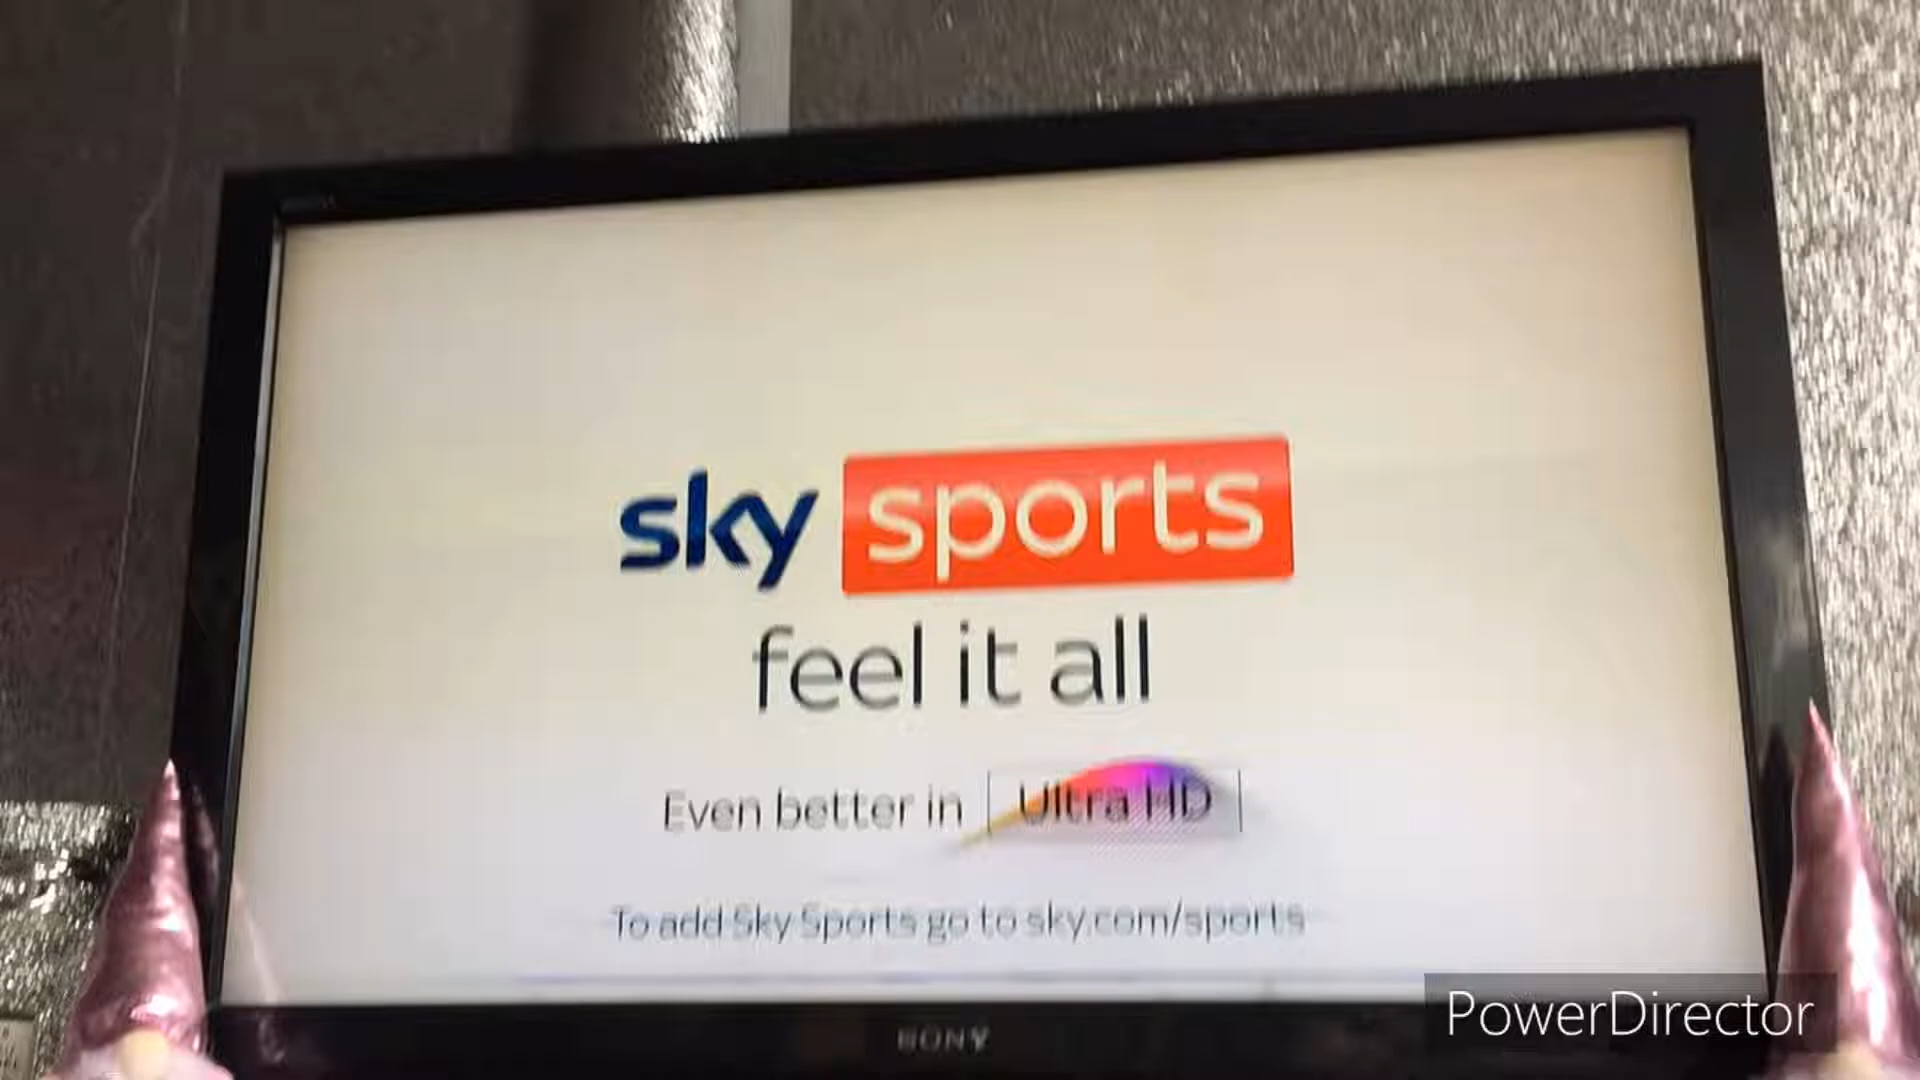 sky sports
feel it all
Even better in Ultra HD
To add Sky Sports go to sky.com/sports
SONY
PowerDirector